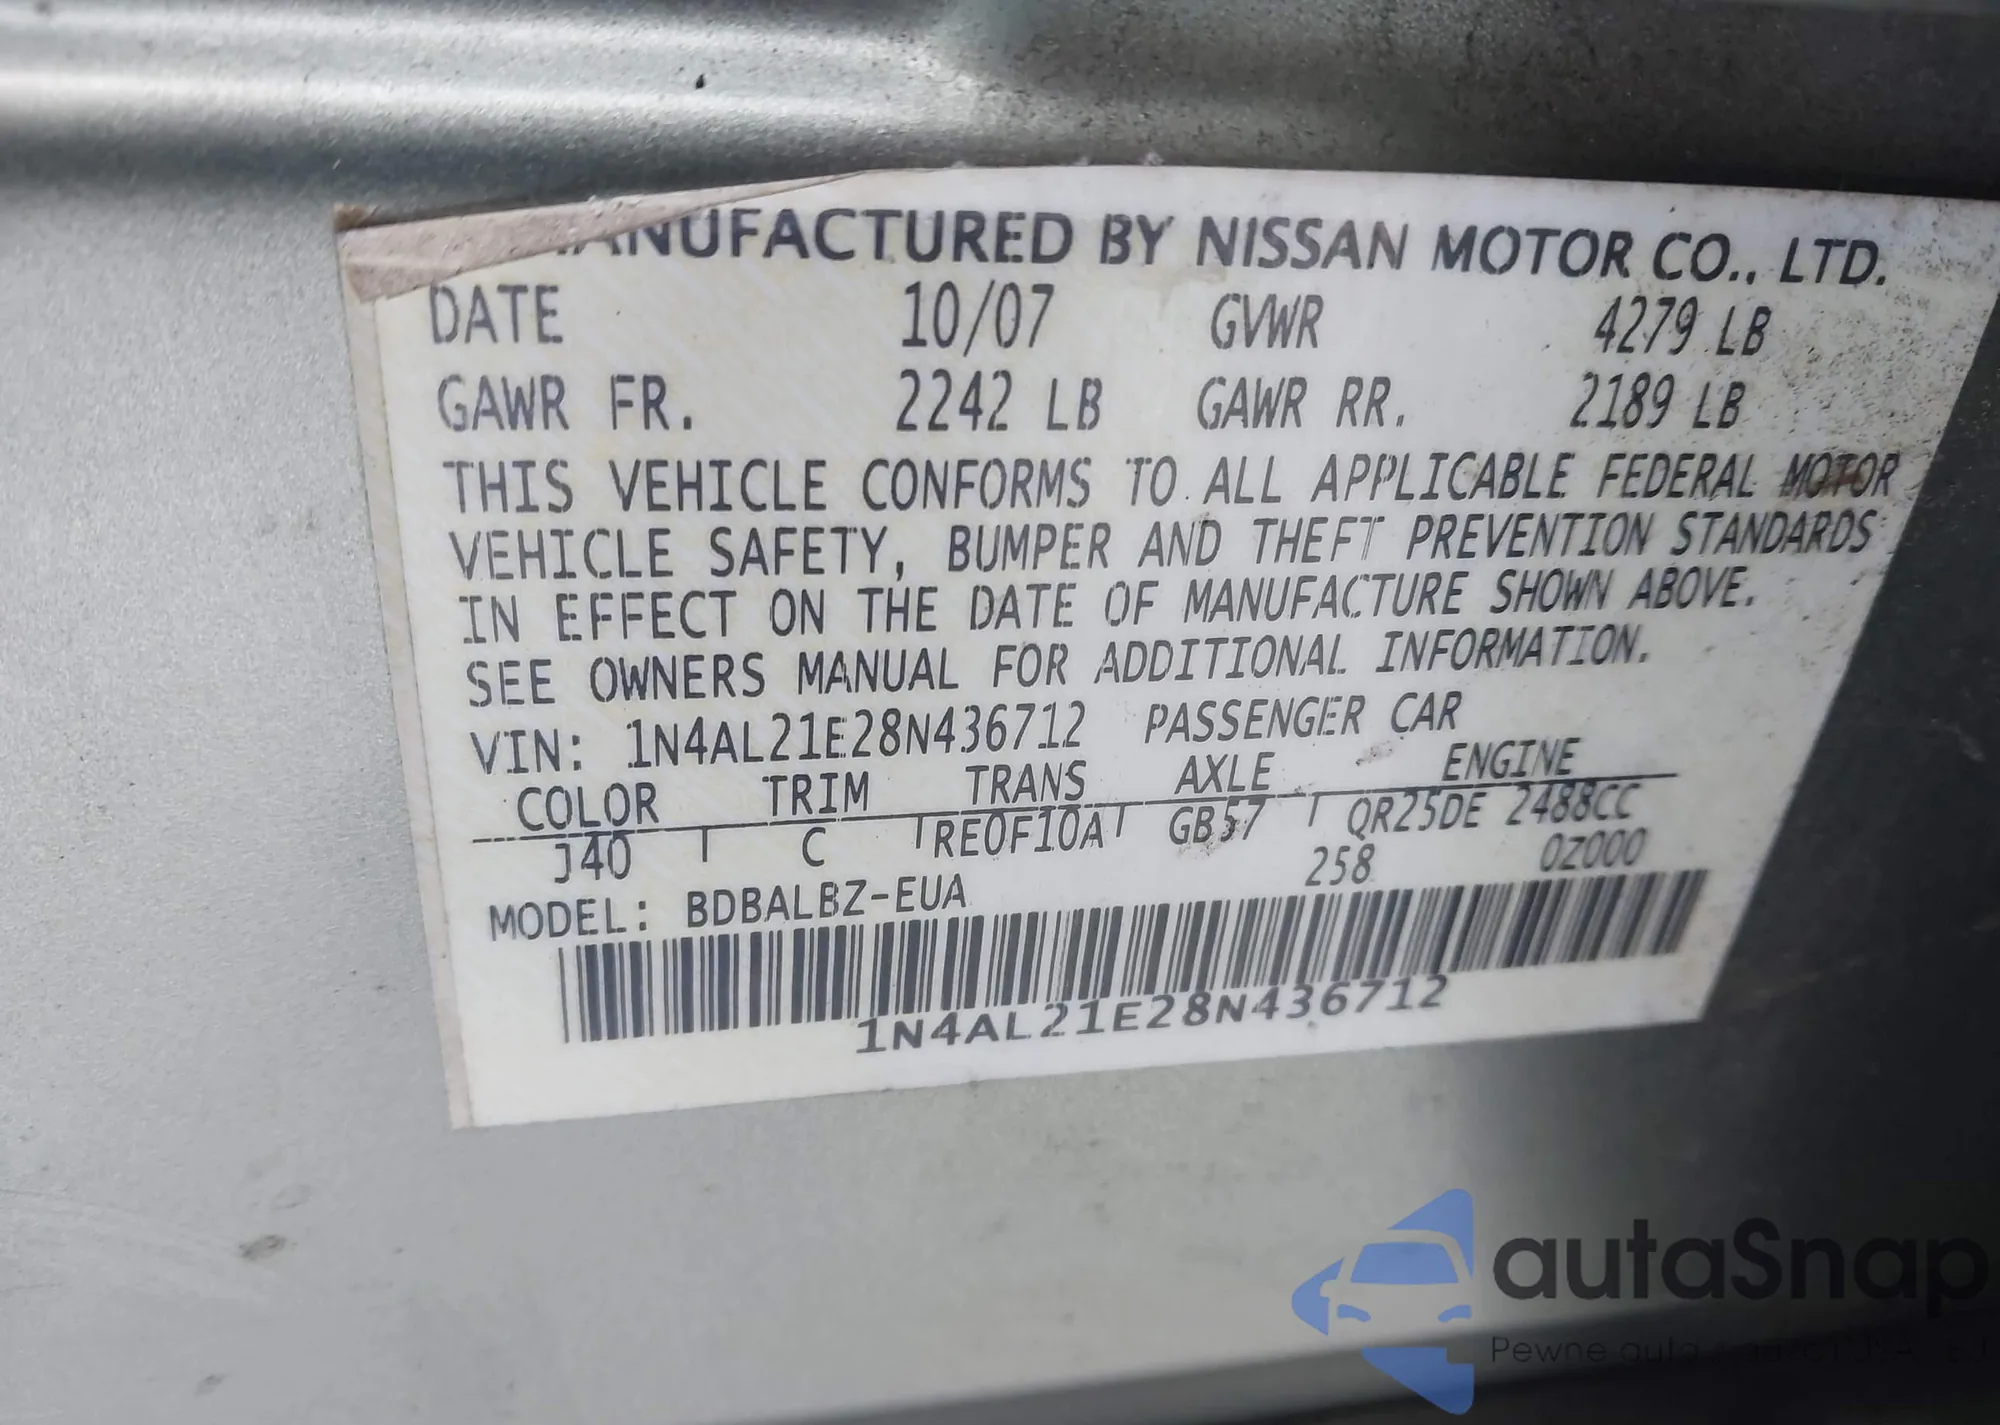 MANUFACTURED BY NISSAN MOTOR CO., LTD.
DATE 10/07 GVWR 4279 LB
GAWR FR. 2242 LB GAWR RR. 2189 LB
THIS VEHICLE CONFORMS TO ALL APPLICABLE FEDERAL MOTOR
VEHICLE SAFETY, BUMPER AND THEFT PREVENTION STANDARDS
IN EFFECT ON THE DATE OF MANUFACTURE SHOWN ABOVE.
SEE OWNERS MANUAL FOR ADDITIONAL INFORMATION.
VIN: 1N4AL21E28N436712 PASSENGER CAR
COLOR TRIM TRANS AXLE ENGINE
J40 C RE0F10A GB57 QR25DE 2488CC
258 0Z000
MODEL: BDBALBZ-EUA
1N4AL21E28N436712
autaSnap
Pewne auta